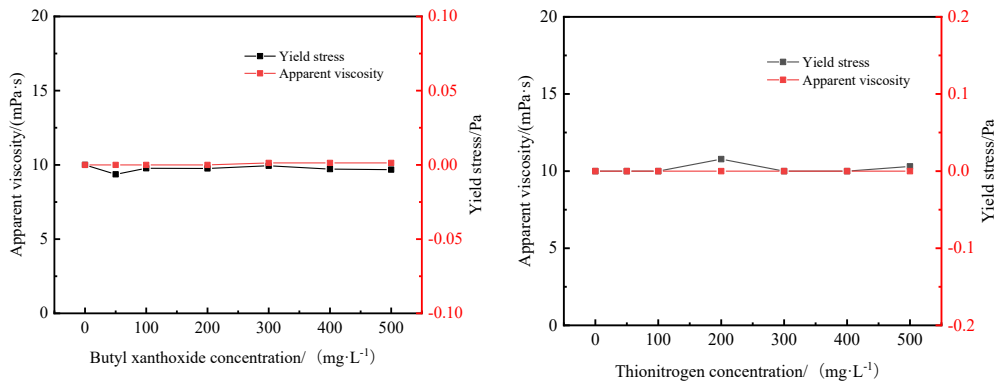 20
15
10
5
0
Apparent viscosity/(mPa·s)
0.10
0.05
0.00
-0.05
-0.10
Yield stress/Pa
Yield stress
Apparent viscosity
0 100 200 300 400 500
Butyl xanthoxide concentration/（mg·L-1)
20
15
10
5
0
Apparent viscosity/(mPa·s)
0.2
0.1
0.0
-0.1
-0.2
Yield stress/Pa
Yield stress
Apparent viscosity
0 100 200 300 400 500
Thionitrogen concentration/（mg·L-1)